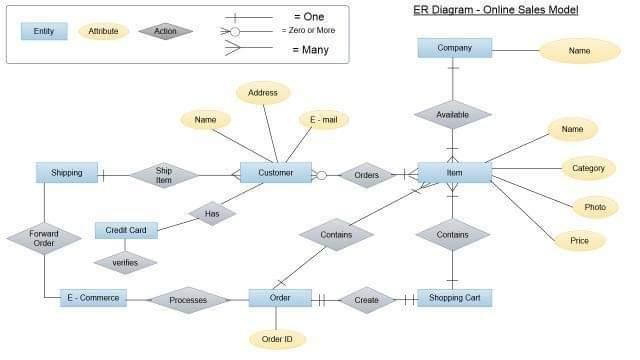 ER Diagram - Online Sales Model
Entity
Attribute
Action
= One
= Zero or More
= Many
Company
Name
Address
Name
E - mail
Available
Name
Shipping
Ship
Item
Customer
Orders
Item
Category
Photo
Has
Credit Card
Forward
Order
Contains
Contains
Price
verifies
E - Commerce
Processes
Order
Create
Shopping Cart
Order ID